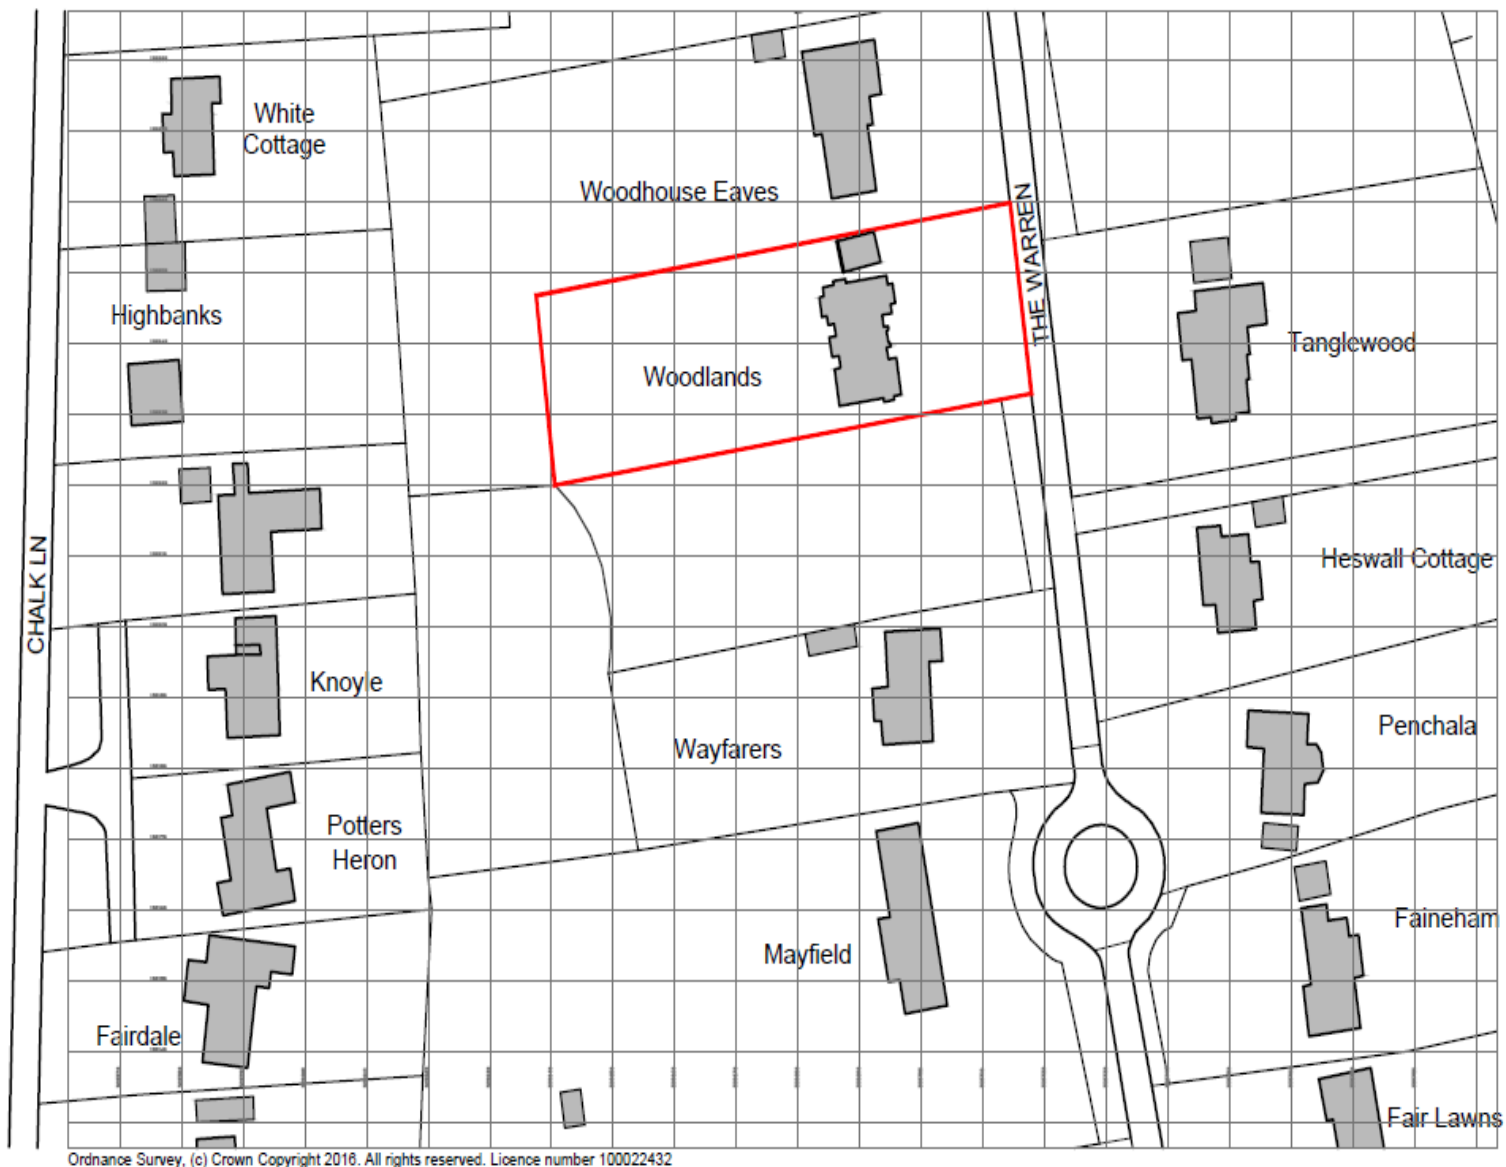 White
Cottage
Woodhouse Eaves
THE WARREN
Highbanks
Tanglewood
Woodlands
CHALK LN
Heswall Cottage
Knoyle
Penchala
Wayfarers
Potters
Heron
Faineham
Mayfield
Fairdale
Fair Lawns
Ordnance Survey, (c) Crown Copyright 2016. All rights reserved. Licence number 100022432